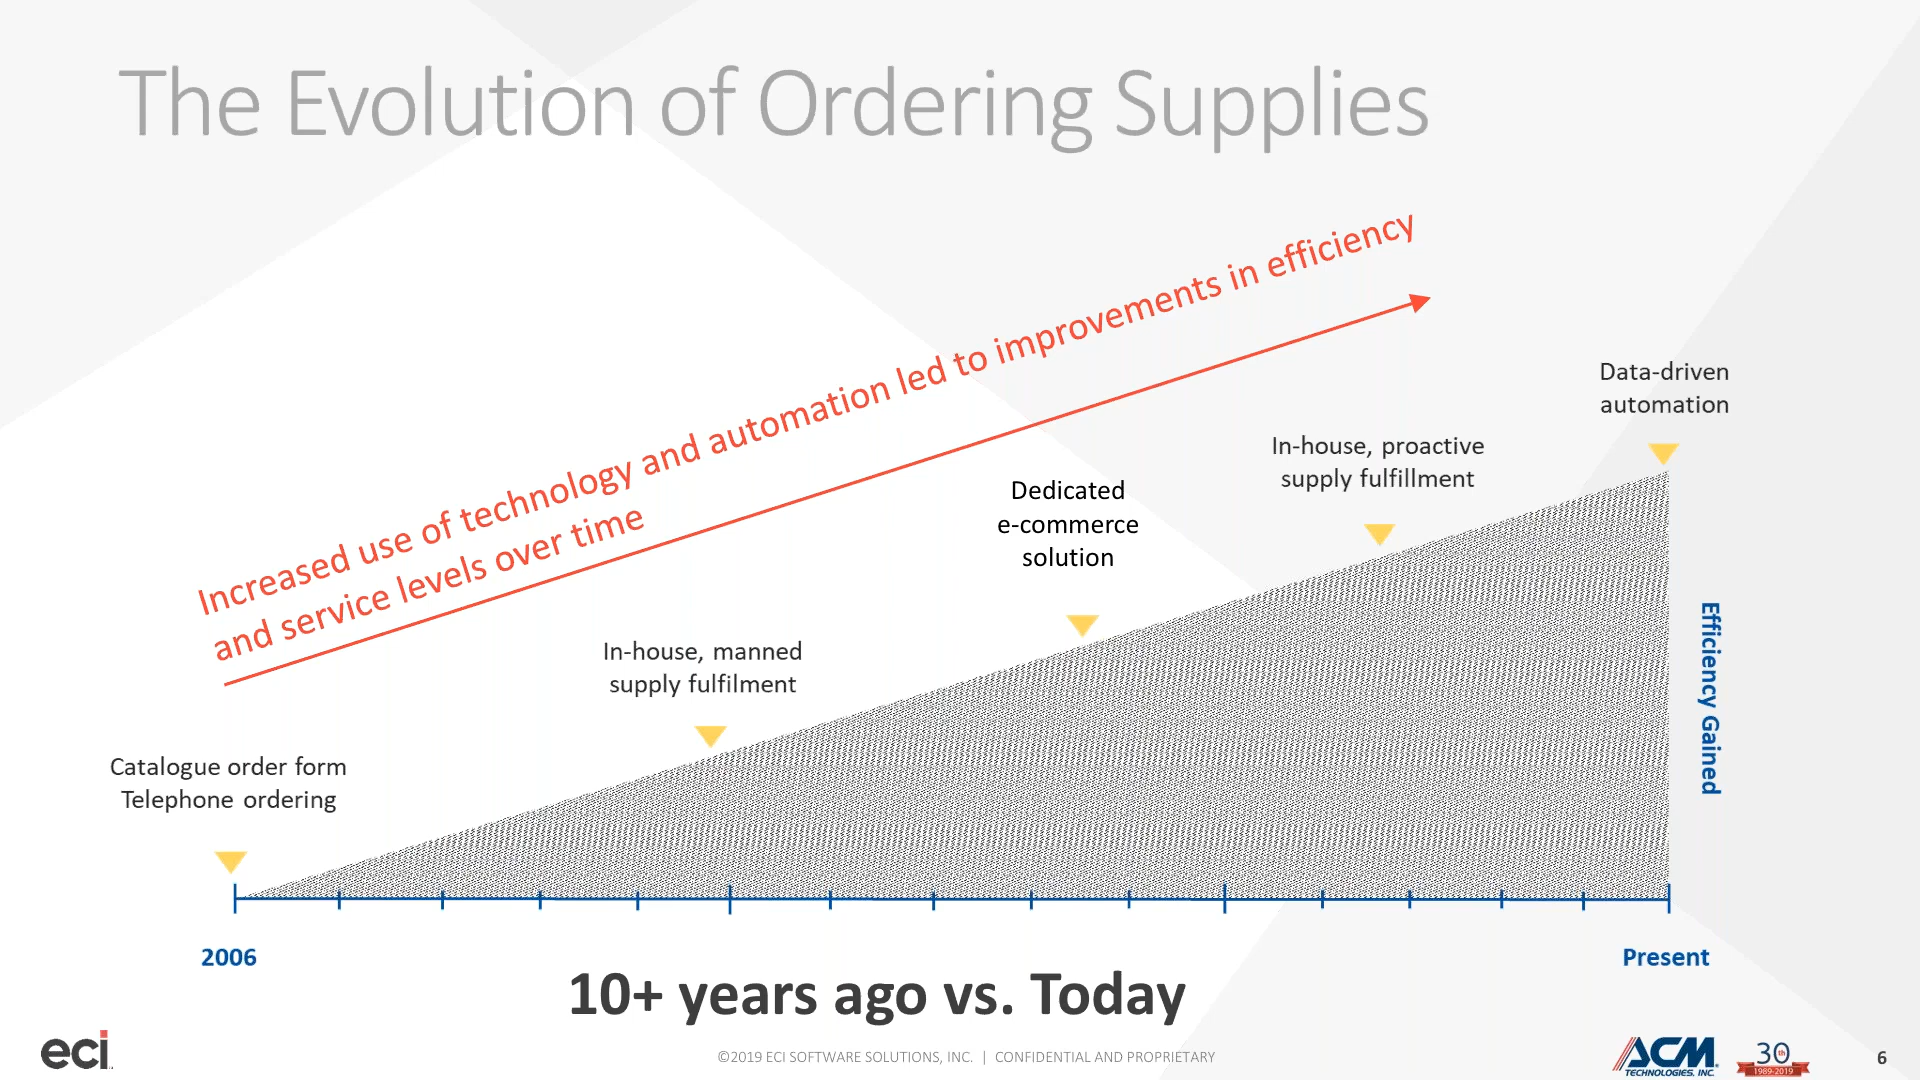 The Evolution of Ordering Supplies
Increased use of technology and automation led to improvements in efficiency
and service levels over time
Data-driven
automation
In-house, proactive
supply fulfillment
Dedicated
e-commerce
solution
In-house, manned
supply fulfilment
Catalogue order form
Telephone ordering
Efficiency Gained
2006
Present
10+ years ago vs. Today
eci
©2019 ECI SOFTWARE SOLUTIONS, INC. | CONFIDENTIAL AND PROPRIETARY
ACM
TECHNOLOGIES, INC.
30th
1989-2019
6